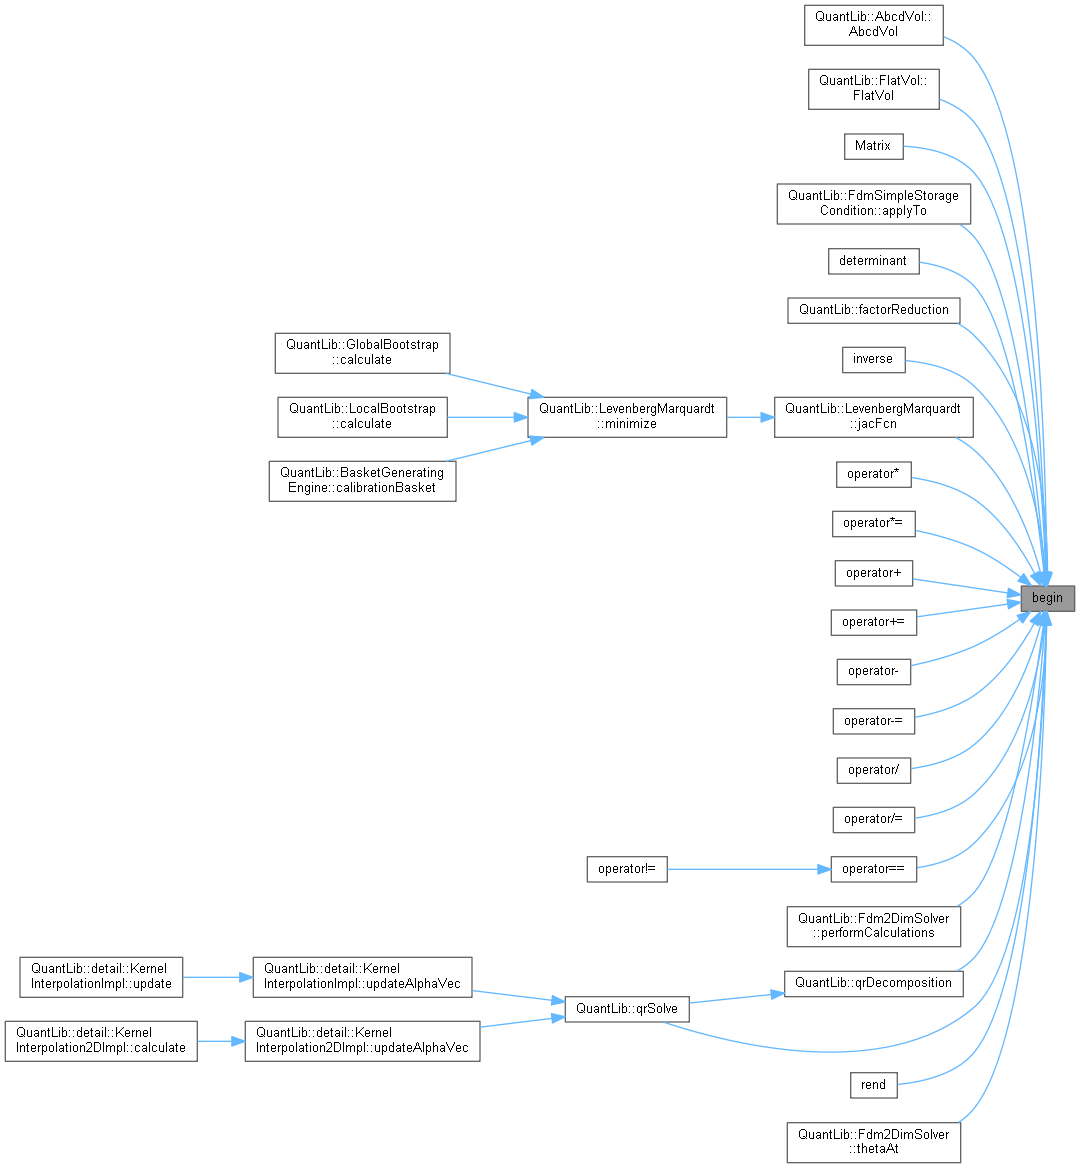 QuantLib::AbcdVol::
AbcdVol
QuantLib::FlatVol::
FlatVol
Matrix
QuantLib::FdmSimpleStorage
Condition::applyTo
determinant
QuantLib::factorReduction
QuantLib::GlobalBootstrap
::calculate
inverse
QuantLib::LocalBootstrap
::calculate
QuantLib::LevenbergMarquardt
::minimize
QuantLib::LevenbergMarquardt
::jacFcn
QuantLib::BasketGenerating
Engine::calibrationBasket
operator*
operator*=
operator+
begin
operator+=
operator-
operator-=
operator/
operator/=
operator!=
operator==
QuantLib::Fdm2DimSolver
::performCalculations
QuantLib::detail::Kernel
InterpolationImpl::update
QuantLib::detail::Kernel
InterpolationImpl::updateAlphaVec
QuantLib::qrDecomposition
QuantLib::qrSolve
QuantLib::detail::Kernel
Interpolation2DImpl::calculate
QuantLib::detail::Kernel
Interpolation2DImpl::updateAlphaVec
rend
QuantLib::Fdm2DimSolver
::thetaAt